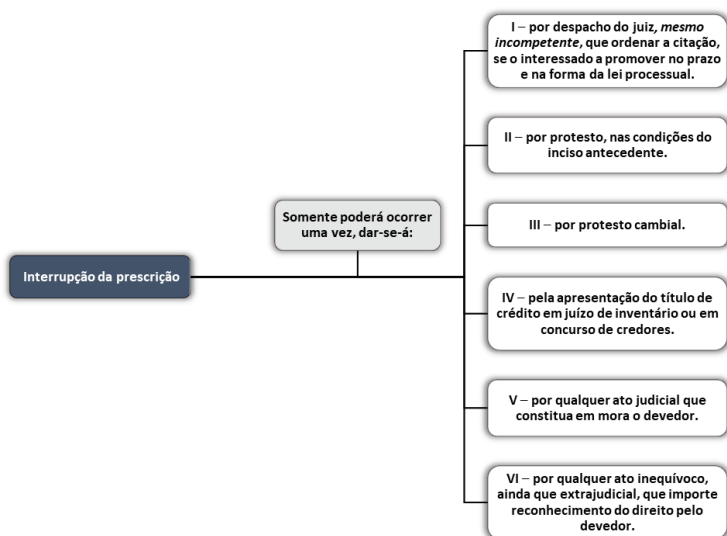 Interrupção da prescrição
Somente poderá ocorrer
uma vez, dar-se-á:
I – por despacho do juiz, mesmo
incompetente, que ordenar a citação,
se o interessado a promover no prazo
e na forma da lei processual.
II – por protesto, nas condições do
inciso antecedente.
III – por protesto cambial.
IV – pela apresentação do título de
crédito em juízo de inventário ou em
concurso de credores.
V – por qualquer ato judicial que
constitua em mora o devedor.
VI – por qualquer ato inequívoco,
ainda que extrajudicial, que importe
reconhecimento do direito pelo
devedor.